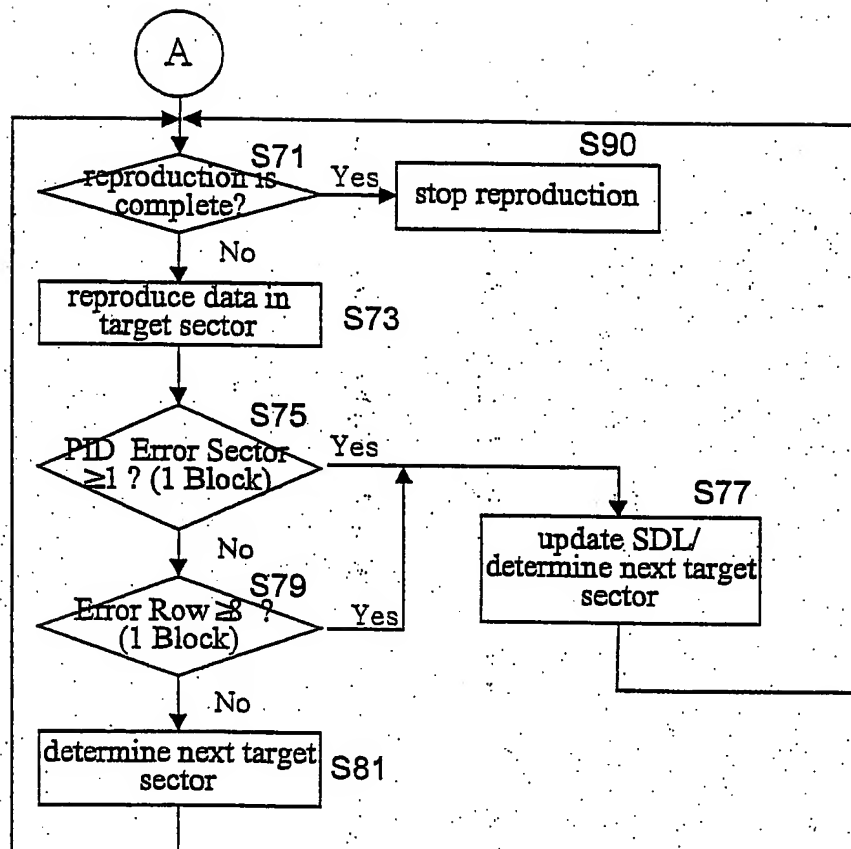 A
S71
reproduction is
complete?
Yes
S90
stop reproduction
No
reproduce data in
target sector
S73
S75
PID Error Sector
≥1 ? (1 Block)
Yes
S77
update SDL/
determine next target
sector
No
S79
Error Row ≥8 ?
(1 Block)
Yes
No
determine next target
sector
S81